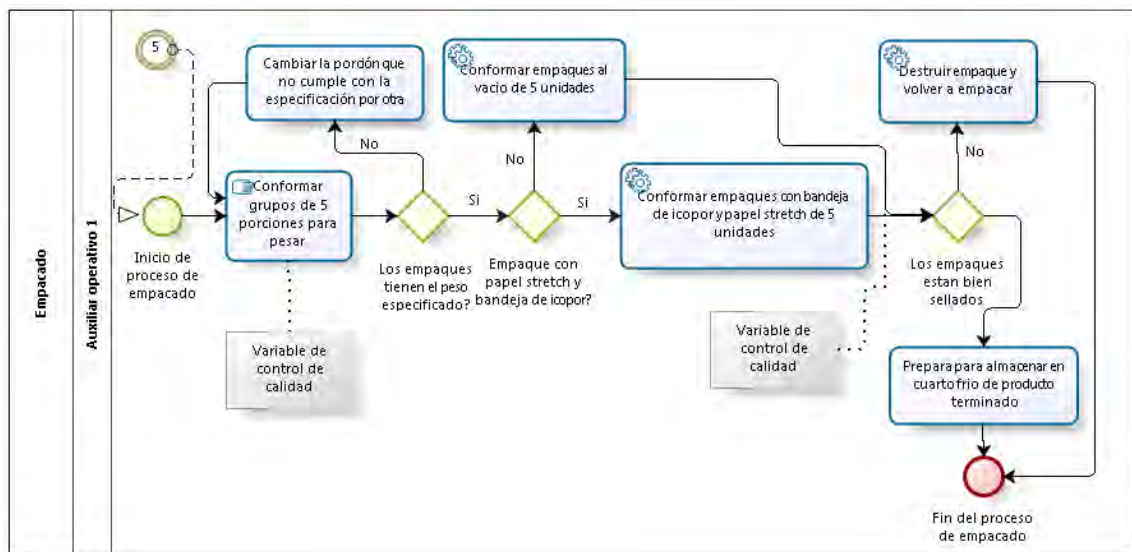 Empacado
Auxiliar operativo 1
5
Cambiar la porción que
no cumple con la
especificación por otra
Conformar empaques al
vacio de 5 unidades
Destruir empaque y
volver a empacar
No
No
No
Conformar
grupos de 5
porciones para
pesar
Si
Si
Conformar empaques con bandeja
de icopor y papel stretch de 5
unidades
Inicio de
proceso de
empacado
Los empaques
tienen el peso
especificado?
Empaque con
papel stretch y
bandeja de icopor?
Los empaques
estan bien
sellados
Variable de
control de
calidad
Variable de
control de
calidad
Prepara para almacenar en
cuarto frio de producto
terminado
Fin del proceso
de empacado